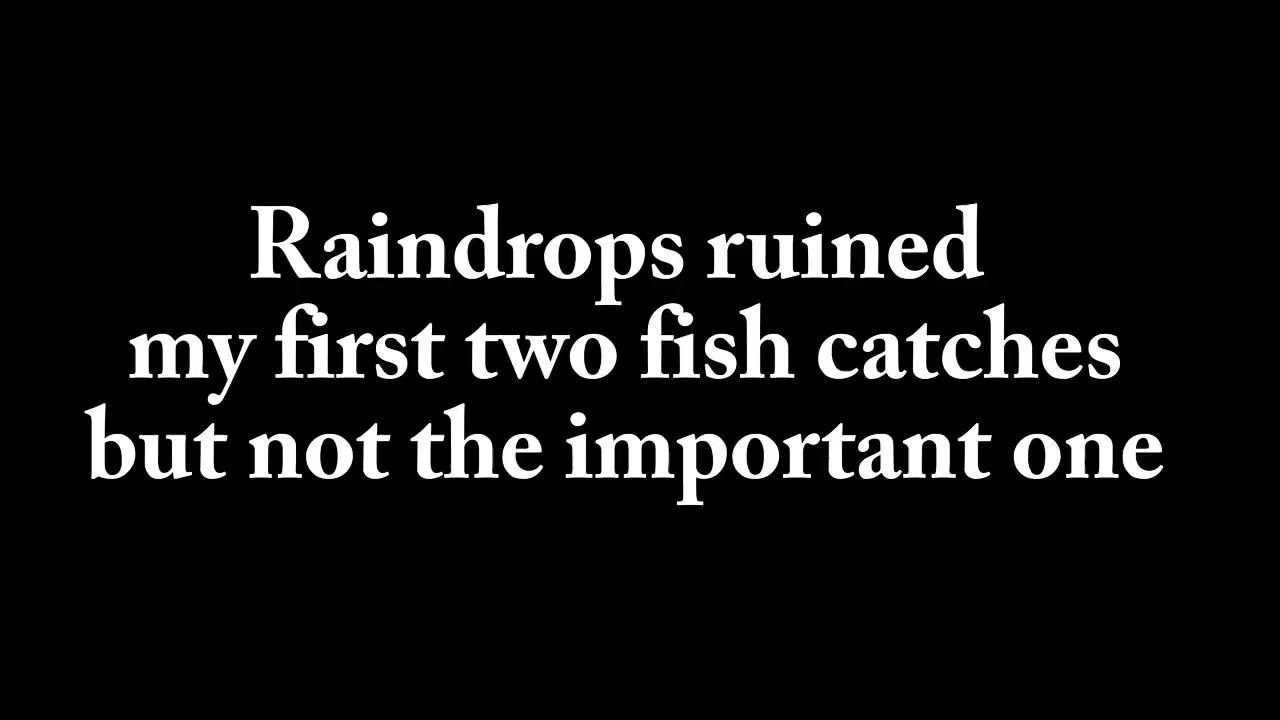 Raindrops ruined
my first two fish catches
but not the important one